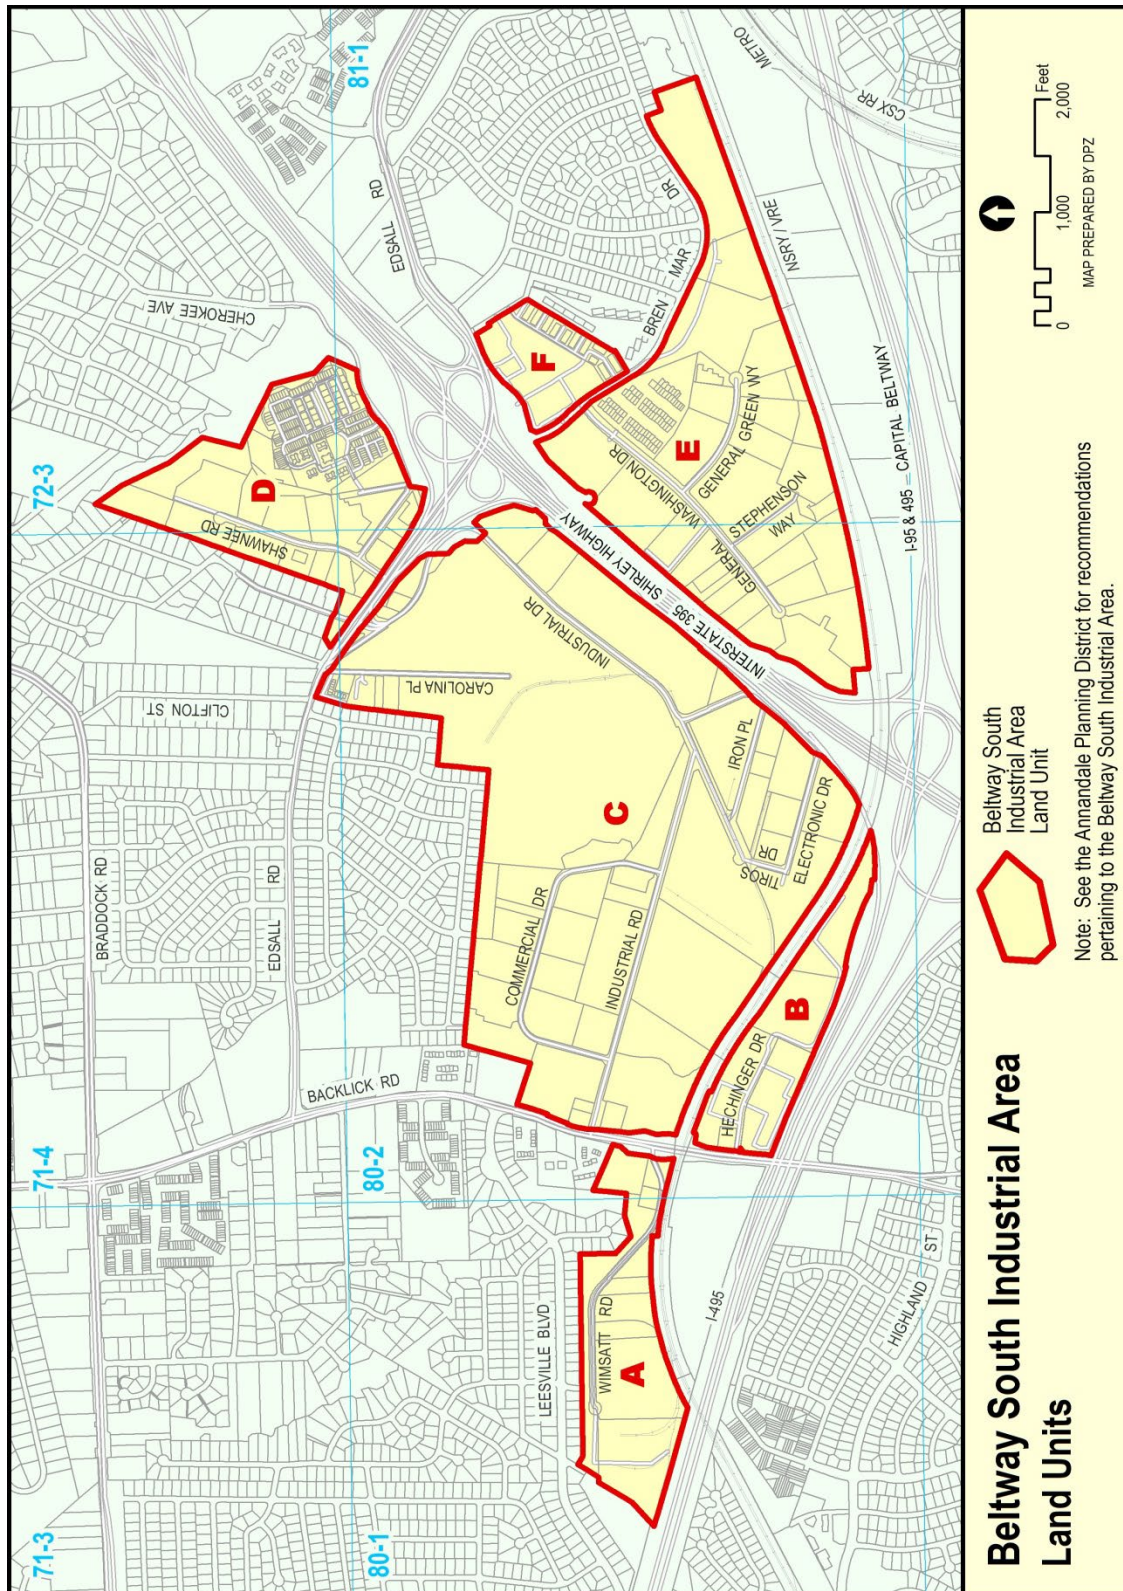 71-3
71-4
72-3
81-1
80-1
80-2
BRADDOCK RD
CLIFTON ST
CHEROKEE AVE
SHAWNEE RD
EDSALL RD
EDSALL RD
BACKLICK RD
LEESVILLE BLVD
WIMSATT RD
COMMERCIAL DR
INDUSTRIAL RD
CAROLINA PL
INDUSTRIAL DR
IRON PL
TIROS
DR
ELECTRONIC DR
HECHINGER DR
INTERSTATE 395
SHIRLEY HIGHWAY
GENERAL
WASHINGTON DR
GENERAL GREEN WY
STEPHENSON
WAY
BREN MAR
DR
NSRY / VRE
METRO
CSX RR
I-95 & 495
CAPITAL BELTWAY
I-495
HIGHLAND
ST
A
B
C
D
E
F
Beltway South Industrial Area
Land Units
Beltway South
Industrial Area
Land Unit
Note: See the Annandale Planning District for recommendations
pertaining to the Beltway South Industrial Area.
0
1,000
2,000
Feet
MAP PREPARED BY DPZ